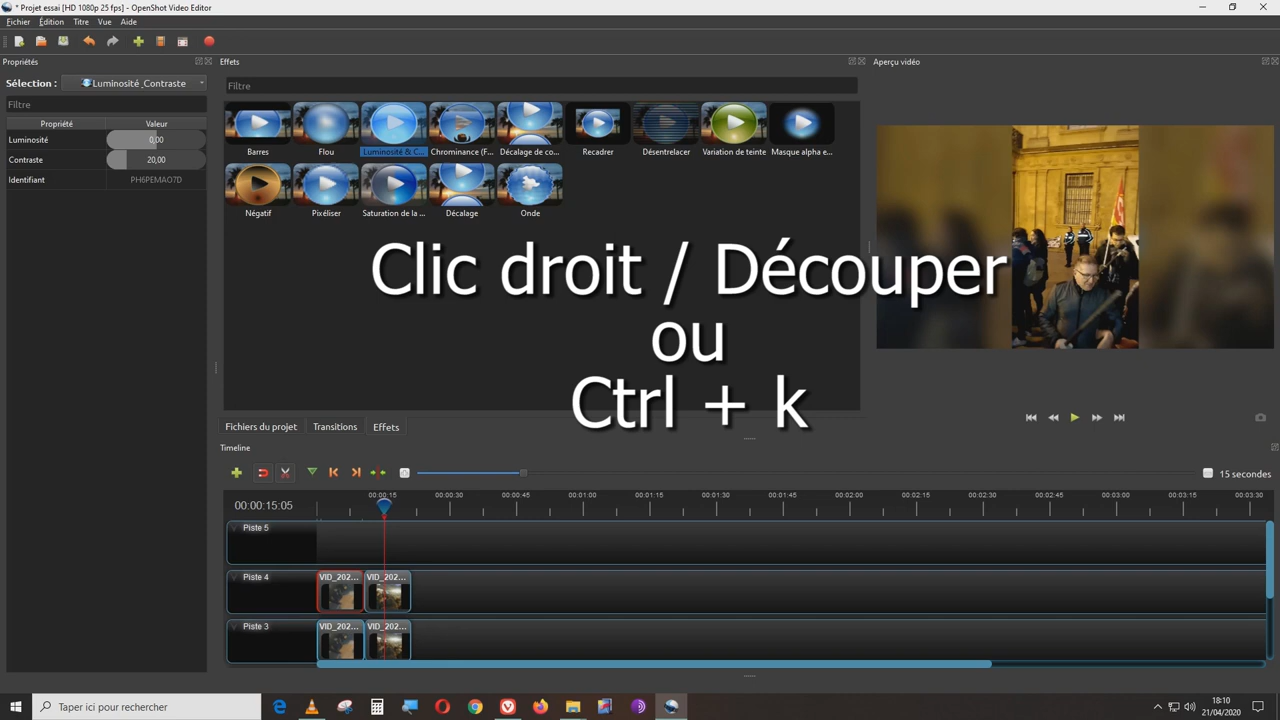 * Projet essai [HD 1080p 25 fps] - OpenShot Video Editor
Fichier Édition Titre Vue Aide
Propriétés
Effets
Aperçu vidéo
Sélection :
Luminosité _Contraste
Filtre
Filtre
Propriété Valeur
Luminosité 0,00
Contraste 20,00
Identifiant PH6PEMAO7D
Barres
Flou
Luminosité & C...
Chrominance (F...
Décalage de co...
Recadrer
Désentrelacer
Variation de teinte
Masque alpha e...
Négatif
Pixéliser
Saturation de la ...
Décalage
Onde
Clic droit / Découper
ou
Ctrl + k
Fichiers du projet
Transitions
Effets
Timeline
15 secondes
00:00:15:05
00:00:15 00:00:30 00:00:45 00:01:00 00:01:15 00:01:30 00:01:45 00:02:00 00:02:15 00:02:30 00:02:45 00:03:00 00:03:15 00:03:30
Piste 5
Piste 4
VID_202...
VID_202...
Piste 3
VID_202...
VID_202...
Taper ici pour rechercher
18:10
21/04/2020